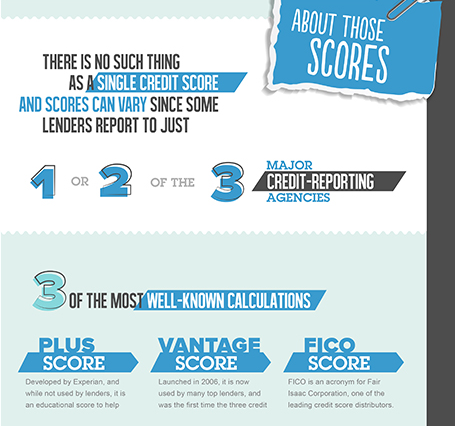 ABOUT THOSE
SCORES
THERE IS NO SUCH THING
AS A SINGLE CREDIT SCORE
AND SCORES CAN VARY SINCE SOME
LENDERS REPORT TO JUST
1 OR 2 OF THE 3 MAJOR
CREDIT-REPORTING
AGENCIES
3 OF THE MOST WELL-KNOWN CALCULATIONS
PLUS
SCORE
Developed by Experian, and
while not used by lenders, it is
an educational score to help
VANTAGE
SCORE
Launched in 2006, it is now
used by many top lenders, and
was the first time the three credit
FICO
SCORE
FICO is an acronym for Fair
Isaac Corporation, one of the
leading credit score distributors.